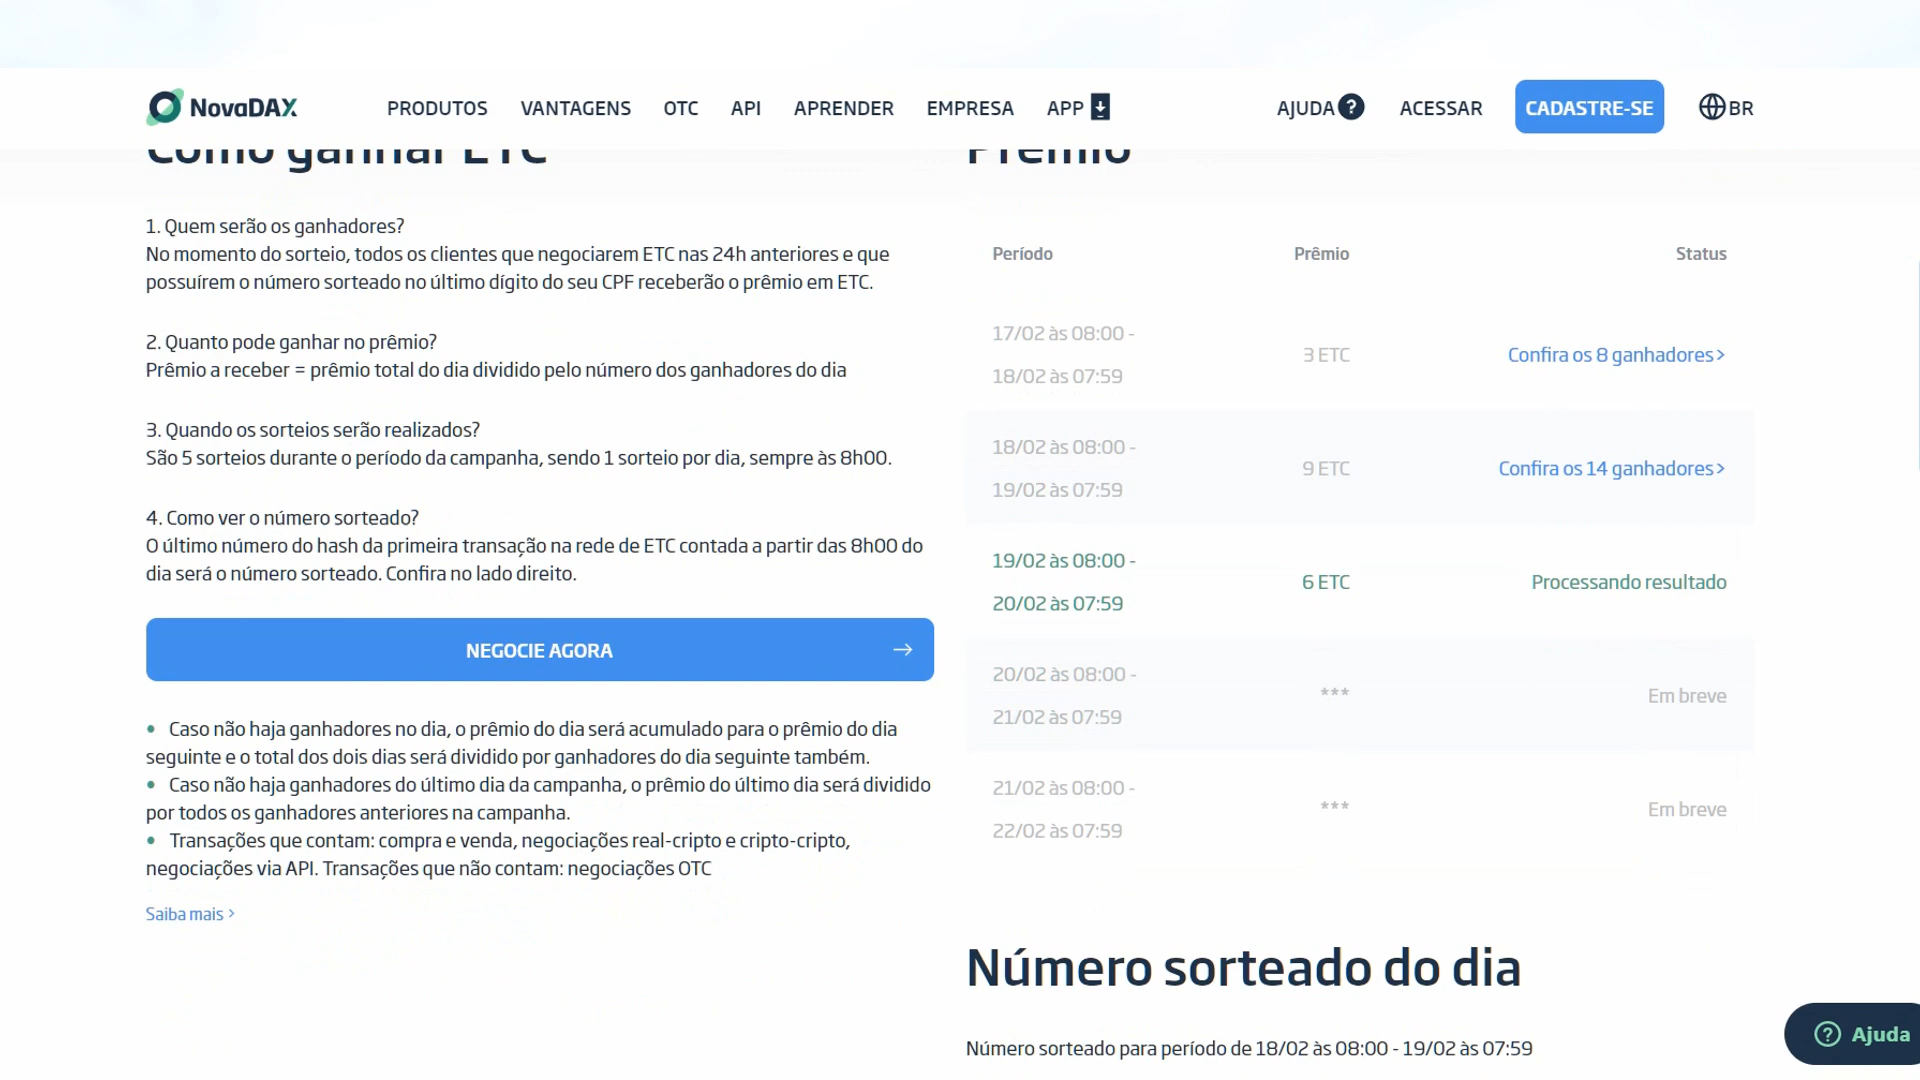 NovaDAX
PRODUTOS
VANTAGENS
OTC
API
APRENDER
EMPRESA
APP
AJUDA
ACESSAR
CADASTRE-SE
BR
Como ganhar ETC
1. Quem serão os ganhadores?
No momento do sorteio, todos os clientes que negociarem ETC nas 24h anteriores e que
possuírem o número sorteado no último dígito do seu CPF receberão o prêmio em ETC.
2. Quanto pode ganhar no prêmio?
Prêmio a receber = prêmio total do dia dividido pelo número dos ganhadores do dia
3. Quando os sorteios serão realizados?
São 5 sorteios durante o período da campanha, sendo 1 sorteio por dia, sempre às 8h00.
4. Como ver o número sorteado?
O último número do hash da primeira transação na rede de ETC contada a partir das 8h00 do
dia será o número sorteado. Confira no lado direito.
NEGOCIE AGORA →
• Caso não haja ganhadores no dia, o prêmio do dia será acumulado para o prêmio do dia
seguinte e o total dos dois dias será dividido por ganhadores do dia seguinte também.
• Caso não haja ganhadores do último dia da campanha, o prêmio do último dia será dividido
por todos os ganhadores anteriores na campanha.
• Transações que contam: compra e venda, negociações real-cripto e cripto-cripto,
negociações via API. Transações que não contam: negociações OTC
Saiba mais >
Prêmio
Período Prêmio Status
17/02 às 08:00 -
18/02 às 07:59
3 ETC
Confira os 8 ganhadores >
18/02 às 08:00 -
19/02 às 07:59
9 ETC
Confira os 14 ganhadores >
19/02 às 08:00 -
20/02 às 07:59
6 ETC
Processando resultado
20/02 às 08:00 -
21/02 às 07:59
***
Em breve
21/02 às 08:00 -
22/02 às 07:59
***
Em breve
Número sorteado do dia
Número sorteado para período de 18/02 às 08:00 - 19/02 às 07:59
? Ajuda